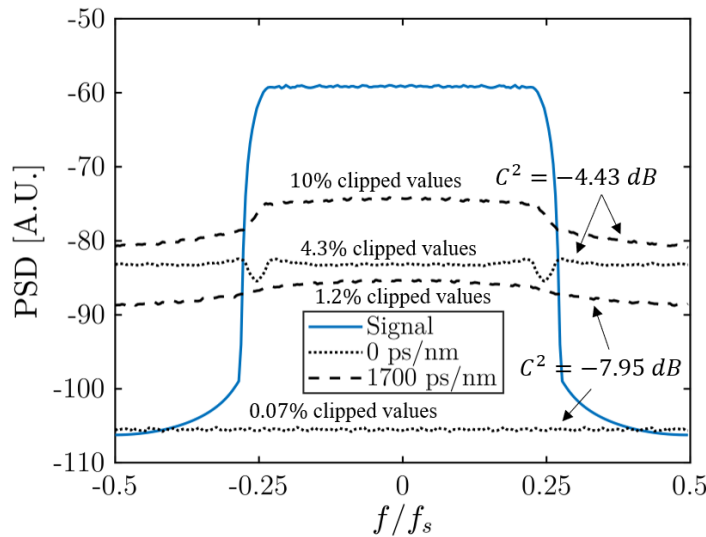 -50
-60
-70
-80
-90
-100
-110
PSD [A.U.]
10% clipped values
C² = −4.43 dB
4.3% clipped values
1.2% clipped values
Signal
0 ps/nm
1700 ps/nm
C² = −7.95 dB
0.07% clipped values
-0.5 -0.25 0 0.25 0.5
f/fₛ